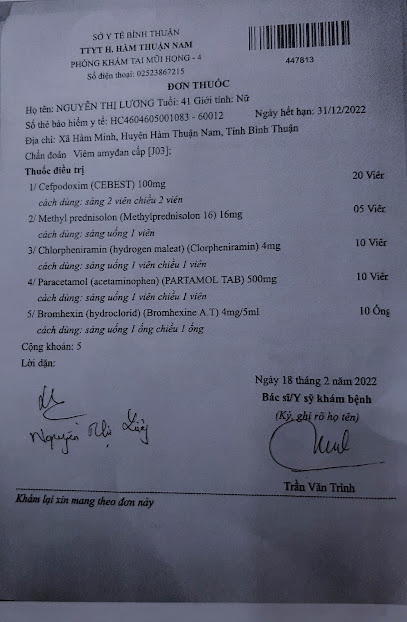 SỞ Y TẾ BÌNH THUẬN
TTYT H. HÀM THUẬN NAM
PHÒNG KHÁM TAI MŨI HỌNG - 4
Số điện thoại: 02523867215
447813
ĐƠN THUỐC
Họ tên: NGUYỄN THỊ LƯƠNG Tuổi: 41 Giới tính: Nữ
Số thẻ bảo hiểm y tế: HC4604605001083 - 60012 Ngày hết hạn: 31/12/2022
Địa chỉ: Xã Hàm Minh, Huyện Hàm Thuận Nam, Tỉnh Bình Thuận
Chẩn đoán Viêm amyđan cấp [J03];
Thuốc điều trị
1/ Cefpodoxim (CEBEST) 100mg 20 Viên
cách dùng: sáng 2 viên chiều 2 viên
2/ Methyl prednisolon (Methylprednisolon 16) 16mg 05 Viên
cách dùng: sáng uống 1 viên
3/ Chlorpheniramin (hydrogen maleat) (Clorpheniramin) 4mg 10 Viên
cách dùng: sáng uống 1 viên chiều 1 viên
4/ Paracetamol (acetaminophen) (PARTAMOL TAB) 500mg 10 Viên
cách dùng: sáng uống 1 viên chiều 1 viên
5/ Bromhexin (hydroclorid) (Bromhexine A.T) 4mg/5ml 10 Ống
cách dùng: sáng uống 1 ống chiều 1 ống
Cộng khoản: 5
Lời dặn:
Ngày 18 tháng 2 năm 2022
Bác sĩ/Y sỹ khám bệnh
(Ký, ghi rõ họ tên)
Nguyễn Thị
Trần Văn Trinh
Khám lại xin mang theo đơn này